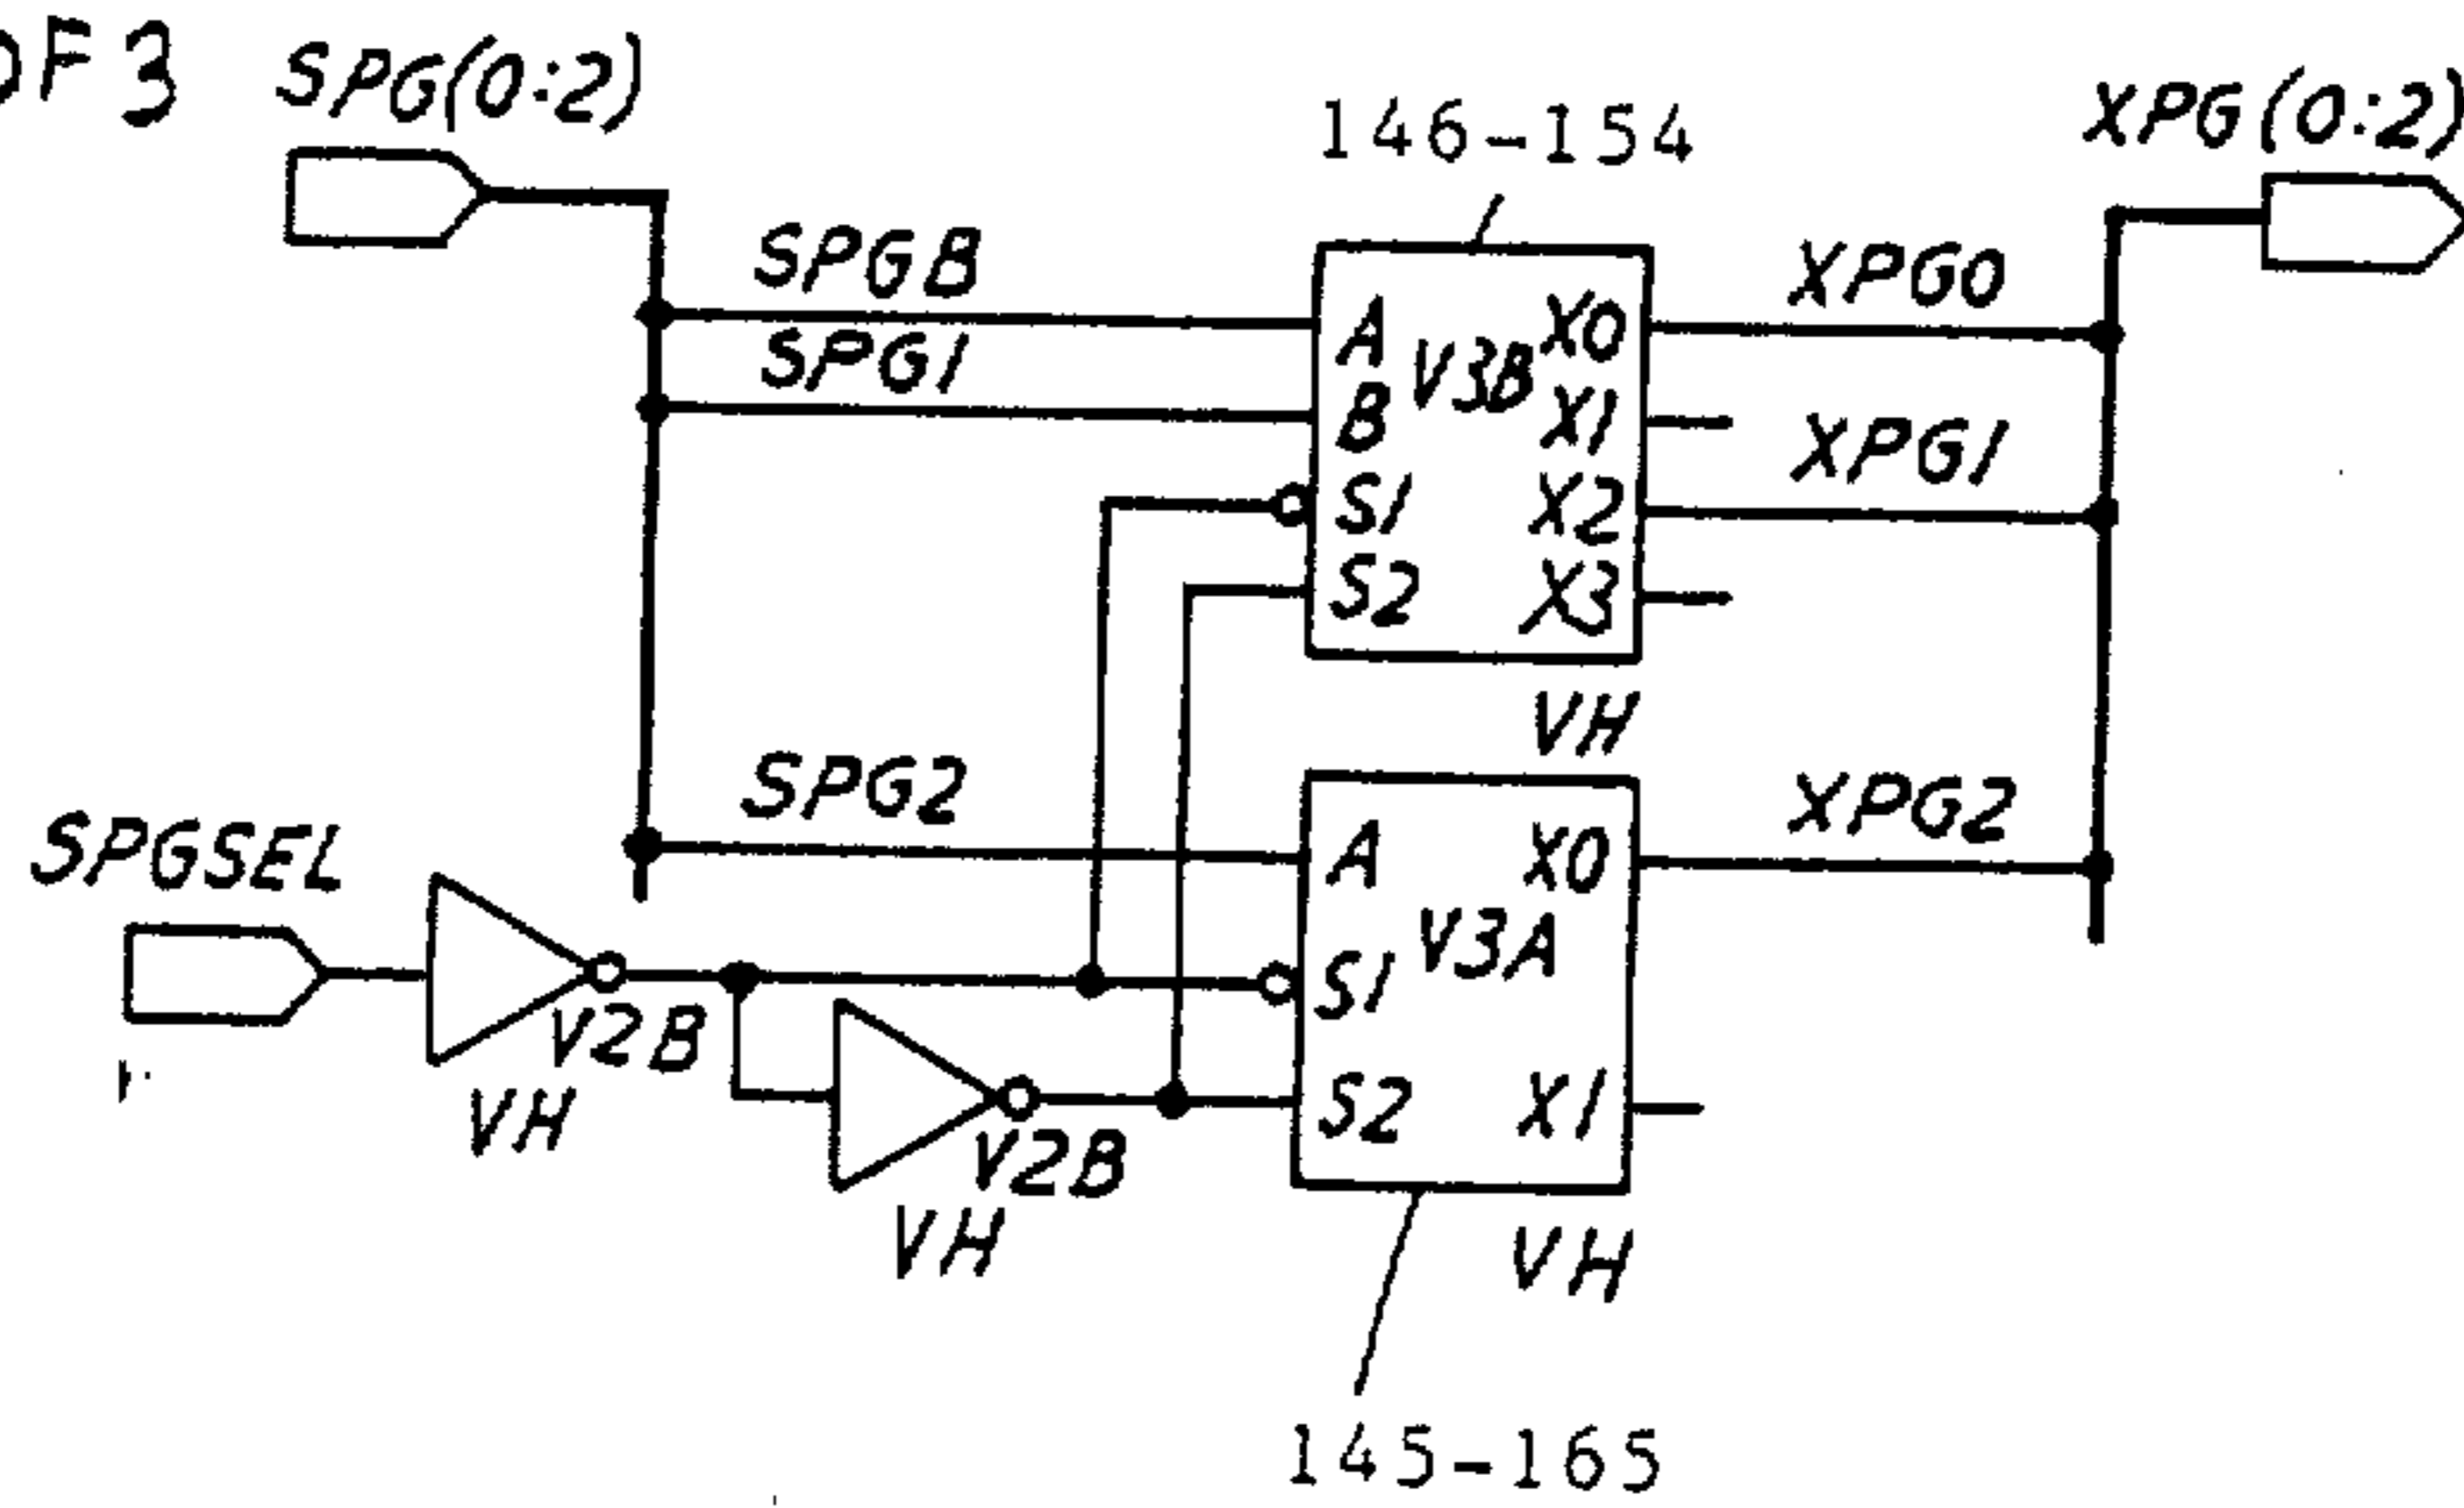 OF 3
SPG(0:2)
146-154
XPG(0:2)
SPGB
XPG0
A
X0
SPG1
V3B
B
X1
XPG1
S1
X2
S2
X3
VH
SPG2
XPG2
SPGSEL
A
X0
V3A
S1
V2B
VH
S2
X1
V2B
VH
VH
145-165